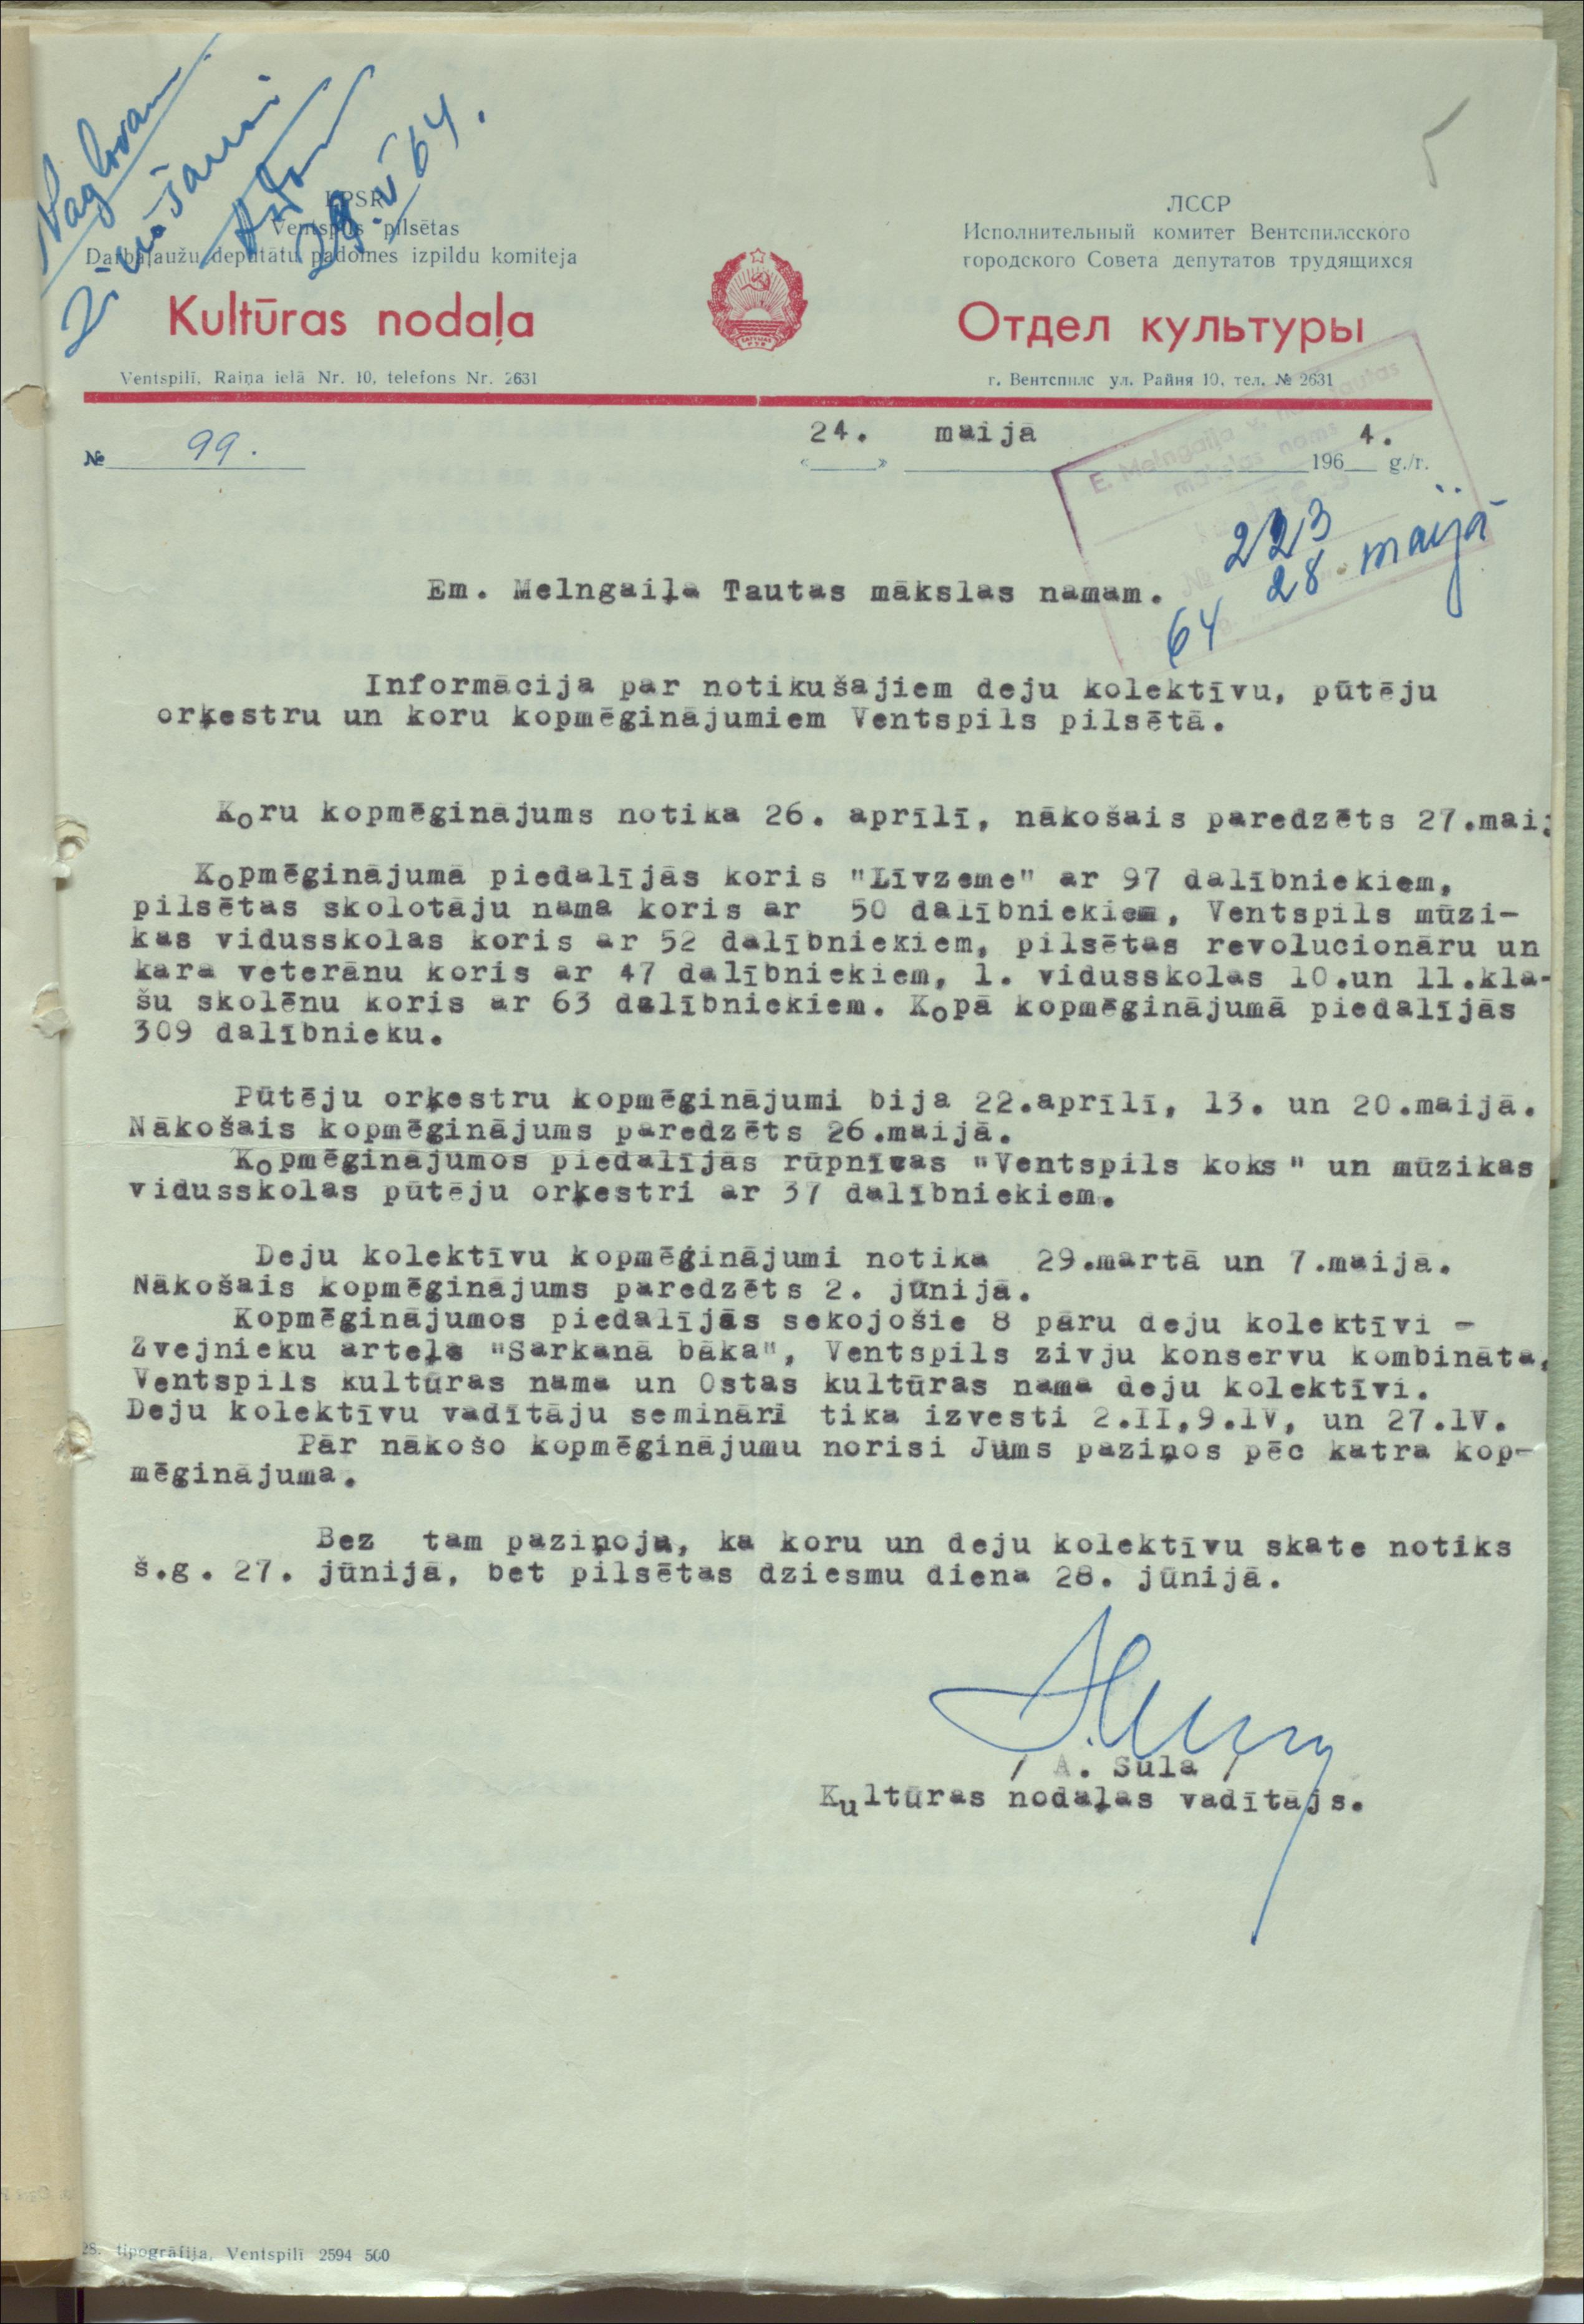 5
LPSR
Ventspils pilsētas
Darbaļaužu deputātu padomes izpildu komiteja
Kultūras nodaļa
Ventspilī, Raiņa ielā Nr. 10, telefons Nr. 2631
ЛССР
Исполнительный комитет Вентспилсского
городского Совета депутатов трудящихся
Отдел культуры
г. Вентспилс ул. Райня 10, тел. № 2631
zināšanai
29.V 64.
№ 99.
24. maijā 1964. g./г.
E. Melngaiļa
mākslas nams
223
28. maijā
64
Em. Melngaiļa Tautas mākslas namam.
Informācija par notikušajiem deju kolektīvu, pūtēju
orķestru un koru kopmēģinājumiem Ventspils pilsētā.
Koru kopmēģinājums notika 26. aprīlī, nākošais paredzēts 27.maij
Kopmēģinājumā piedalījās koris "Līvzeme" ar 97 dalībniekiem,
pilsētas skolotāju nama koris ar 50 dalībniekiem, Ventspils mūzi-
kas vidusskolas koris ar 52 dalībniekiem, pilsētas revolucionāru un
kara veterānu koris ar 47 dalībniekiem, 1. vidusskolas 10.un 11.kla-
šu skolēnu koris ar 63 dalībniekiem. Kopā kopmēģinājumā piedalījās
309 dalībnieku.
Pūtēju orķestru kopmēģinājumi bija 22.aprīlī, 13. un 20.maijā.
Nākošais kopmēģinājums paredzēts 26.maijā.
Kopmēģinājumos piedalījās rūpnīcas "Ventspils koks" un mūzikas
vidusskolas pūtēju orķestri ar 37 dalībniekiem.
Deju kolektīvu kopmēģinājumi notika 29.martā un 7.maijā.
Nākošais kopmēģinājums paredzēts 2. jūnijā.
Kopmēģinājumos piedalījās sekojošie 8 pāru deju kolektīvi -
Zvejnieku arteļa "Sarkanā bāka", Ventspils zivju konservu kombināta,
Ventspils kultūras nama un Ostas kultūras nama deju kolektīvi.
Deju kolektīvu vadītāju semināri tika izvesti 2.II,9.IV, un 27.IV.
Par nākošo kopmēģinājumu norisi Jums paziņos pēc katra kop-
mēģinājuma.
Bez tam paziņoju, ka koru un deju kolektīvu skate notiks
š.g. 27. jūnijā, bet pilsētas dziesmu diena 28. jūnijā.
/ A. Sula /
Kultūras nodaļas vadītājs.
28. tipogrāfija, Ventspilī 2594 500